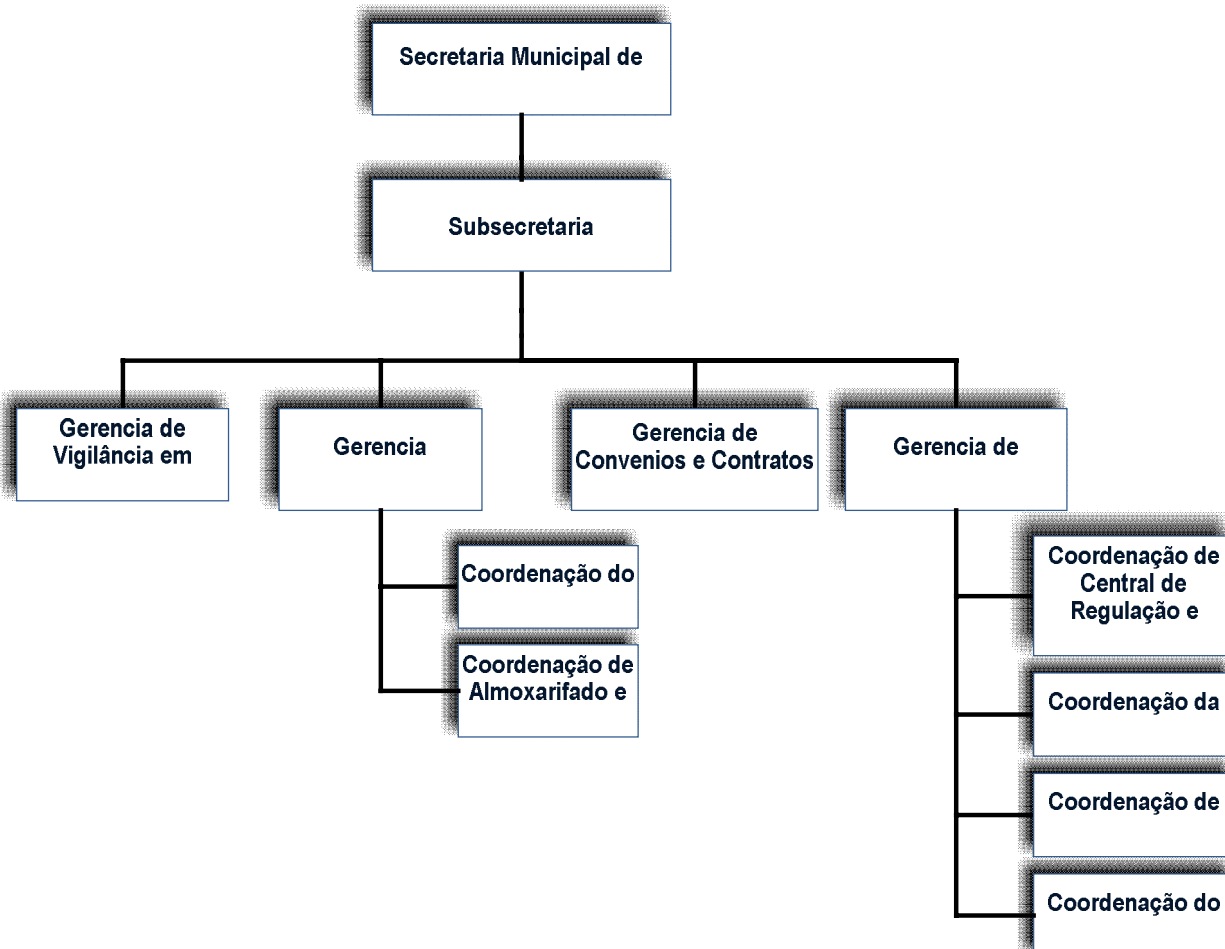 Secretaria Municipal de
Subsecretaria
Gerencia de
Vigilância em
Gerencia
Gerencia de
Convenios e Contratos
Gerencia de
Coordenação do
Coordenação de
Almoxarifado e
Coordenação de
Central de
Regulação e
Coordenação da
Coordenação de
Coordenação do